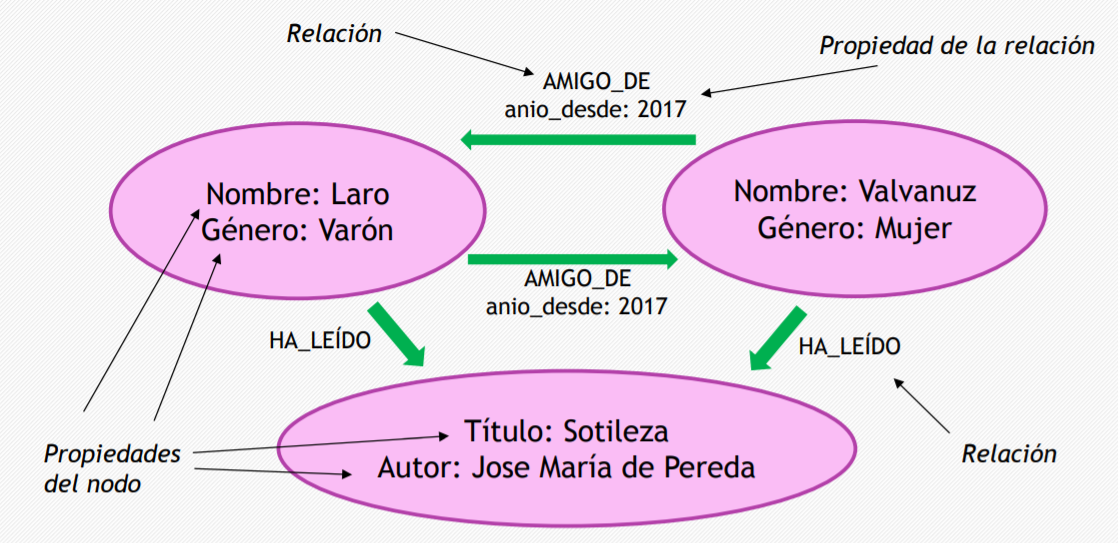 Relación
Propiedad de la relación
AMIGO_DE
anio_desde: 2017
Nombre: Laro
Género: Varón
Nombre: Valvanuz
Género: Mujer
AMIGO_DE
anio_desde: 2017
HA_LEÍDO
HA_LEÍDO
Título: Sotileza
Autor: Jose María de Pereda
Propiedades
del nodo
Relación